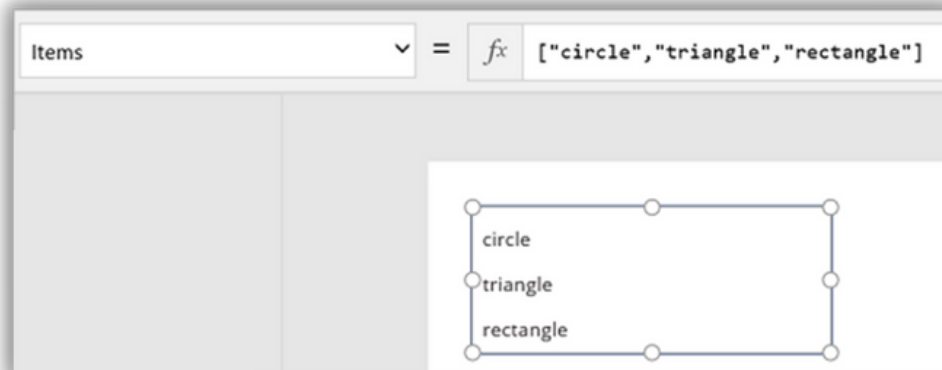 Items = fx ["circle","triangle","rectangle"]
circle
triangle
rectangle